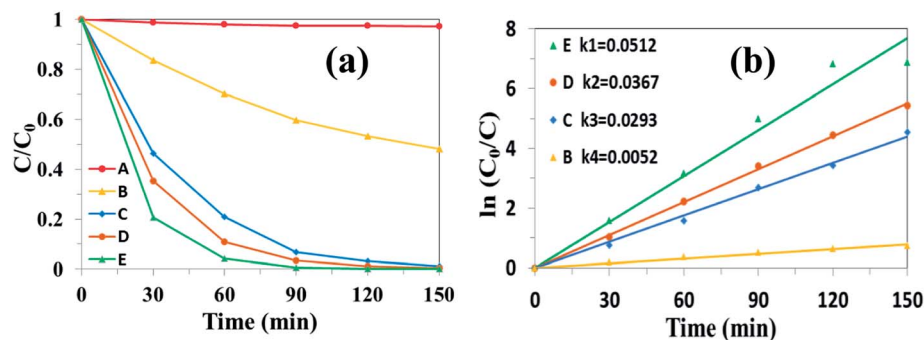 (a)
C/C₀
1
0.8
0.6
0.4
0.2
0
A
B
C
D
E
0 30 60 90 120 150
Time (min)
(b)
ln (C₀/C)
8
6
4
2
0
E k1=0.0512
D k2=0.0367
C k3=0.0293
B k4=0.0052
0 30 60 90 120 150
Time (min)